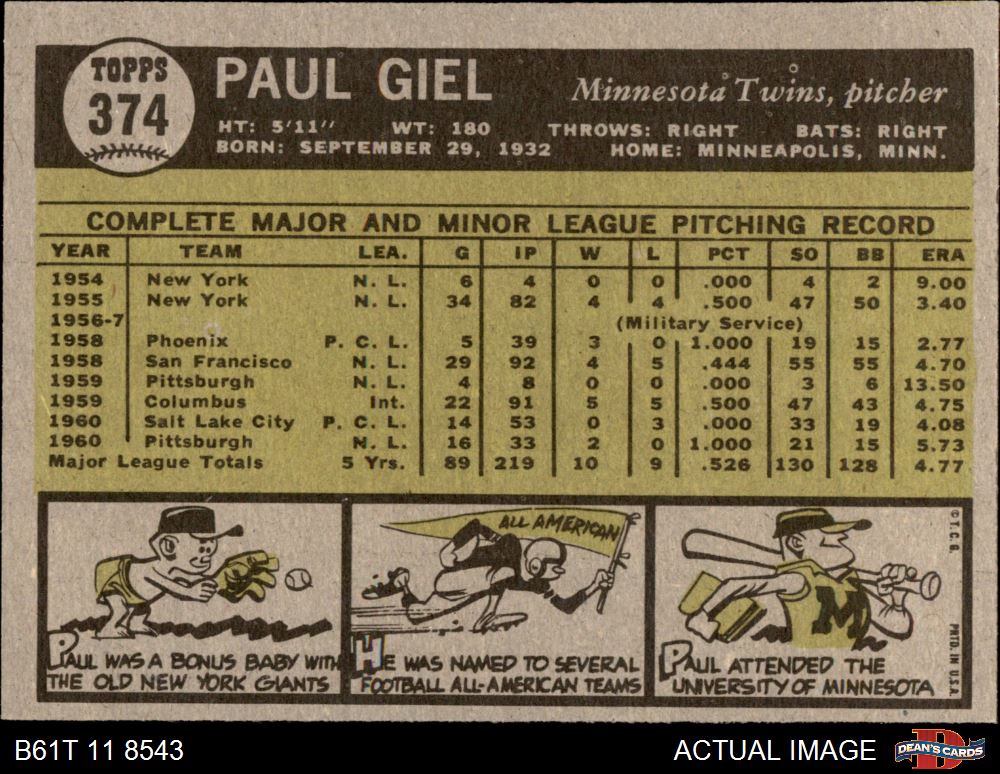 TOPPS
374
PAUL GIEL
Minnesota Twins, pitcher
HT: 5'11" WT: 180 THROWS: RIGHT BATS: RIGHT
BORN: SEPTEMBER 29, 1932 HOME: MINNEAPOLIS, MINN.
COMPLETE MAJOR AND MINOR LEAGUE PITCHING RECORD
YEAR TEAM LEA. G IP W L PCT SO BB ERA
1954 New York N. L. 6 4 0 0 .000 4 2 9.00
1955 New York N. L. 34 82 4 4 .500 47 50 3.40
1956-7 (Military Service)
1958 Phoenix P. C. L. 5 39 3 0 1.000 19 15 2.77
1958 San Francisco N. L. 29 92 4 5 .444 55 55 4.70
1959 Pittsburgh N. L. 4 8 0 0 .000 3 6 13.50
1959 Columbus Int. 22 91 5 5 .500 47 43 4.75
1960 Salt Lake City P. C. L. 14 53 0 3 .000 33 19 4.08
1960 Pittsburgh N. L. 16 33 2 0 1.000 21 15 5.73
Major League Totals 5 Yrs. 89 219 10 9 .526 130 128 4.77
PAUL WAS A BONUS BABY WITH
THE OLD NEW YORK GIANTS
ALL AMERICAN
HE WAS NAMED TO SEVERAL
FOOTBALL ALL-AMERICAN TEAMS
M
PAUL ATTENDED THE
UNIVERSITY OF MINNESOTA
© T. C. G.
PRTD. IN U.S.A.
B61T 11 8543
ACTUAL IMAGE
D
DEAN'S CARDS